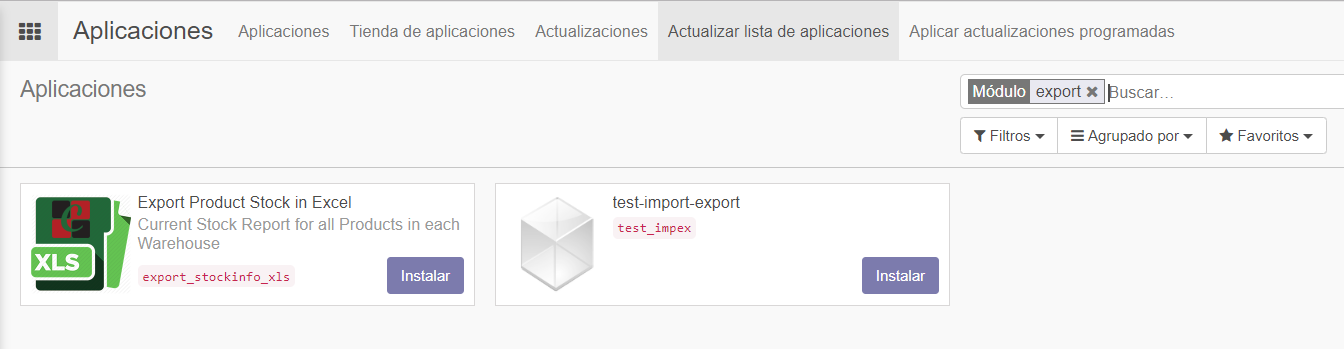 Aplicaciones Aplicaciones Tienda de aplicaciones Actualizaciones Actualizar lista de aplicaciones Aplicar actualizaciones programadas
Aplicaciones
Módulo export Buscar...
Filtros Agrupado por Favoritos
Export Product Stock in Excel
Current Stock Report for all Products in each
Warehouse
XLS
export_stockinfo_xls
Instalar
test-import-export
test_impex
Instalar